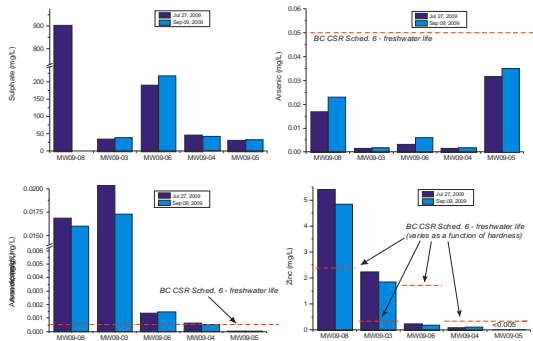 Jul 27, 2009
Sep 09, 2009
Sulphate (mg/L)
900
800
200
150
100
50
0
MW09-08 MW09-03 MW09-06 MW09-04 MW09-05
Jul 27, 2009
Sep 09, 2009
BC CSR Sched. 6 - freshwater life
Arsenic (mg/L)
0.06
0.05
0.04
0.03
0.02
0.01
0.00
MW09-08 MW09-03 MW09-06 MW09-04 MW09-05
Jul 27, 2009
Sep 09, 2009
(mg/L)
0.0200
0.0175
0.0150
0.006
0.005
0.004
0.003
0.002
0.001
0.000
BC CSR Sched. 6 - freshwater life
MW09-08 MW09-03 MW09-06 MW09-04 MW09-05
Jul 27, 2009
Sep 09, 2009
BC CSR Sched. 6 - freshwater life
(varies as a function of hardness)
Zinc (mg/L)
5
4
3
2
1
0
<0.005
MW09-08 MW09-03 MW09-06 MW09-04 MW09-05